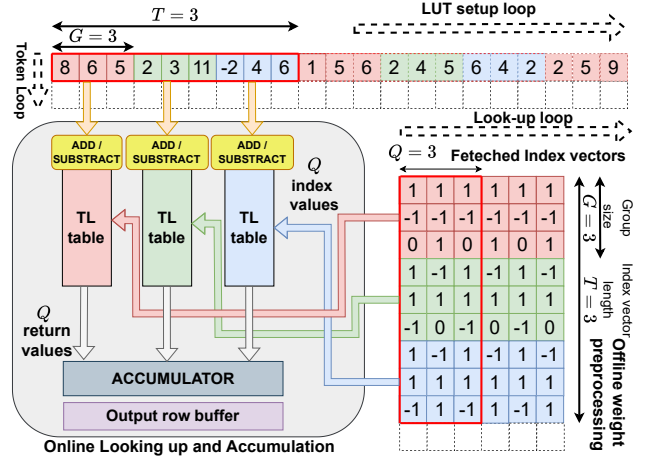 T = 3
LUT setup loop
G = 3
Token Loop
8 6 5 2 3 11 -2 4 6 1 5 6 2 4 5 6 4 2 2 5 9
Look-up loop
ADD / SUBSTRACT
ADD / SUBSTRACT
ADD / SUBSTRACT
Q
index
values
Q = 3
Feteched Index vectors
TL
table
TL
table
TL
table
1 1 1 1 1 1
-1 -1 -1 -1 -1 -1
0 1 0 1 0 1
1 -1 1 -1 1 -1
1 1 1 1 1 1
-1 0 -1 0 -1 0
1 -1 1 -1 1 -1
1 1 1 1 1 1
-1 1 -1 1 -1 1
Group
size
G = 3
Index vector
length
T = 3
Offline weight
preprocessing
Q
return
values
ACCUMULATOR
Output row buffer
Online Looking up and Accumulation